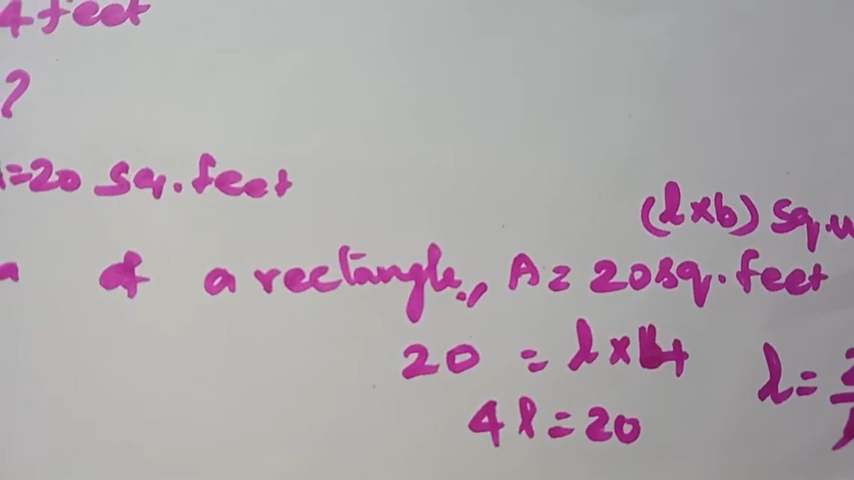 4 feet
?
=20 sq. feet
(l×b) sq.u
of a rectangle, A = 20 sq. feet
20 = l × 4
4l = 20
l =